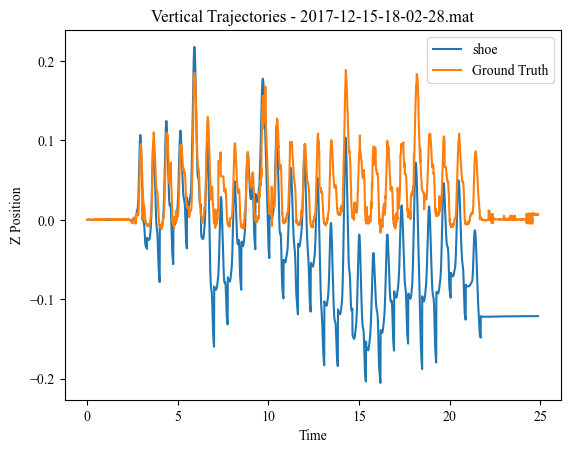 Vertical Trajectories - 2017-12-15-18-02-28.mat
shoe
Ground Truth
Z Position
0.2
0.1
0.0
−0.1
−0.2
0
5
10
15
20
25
Time